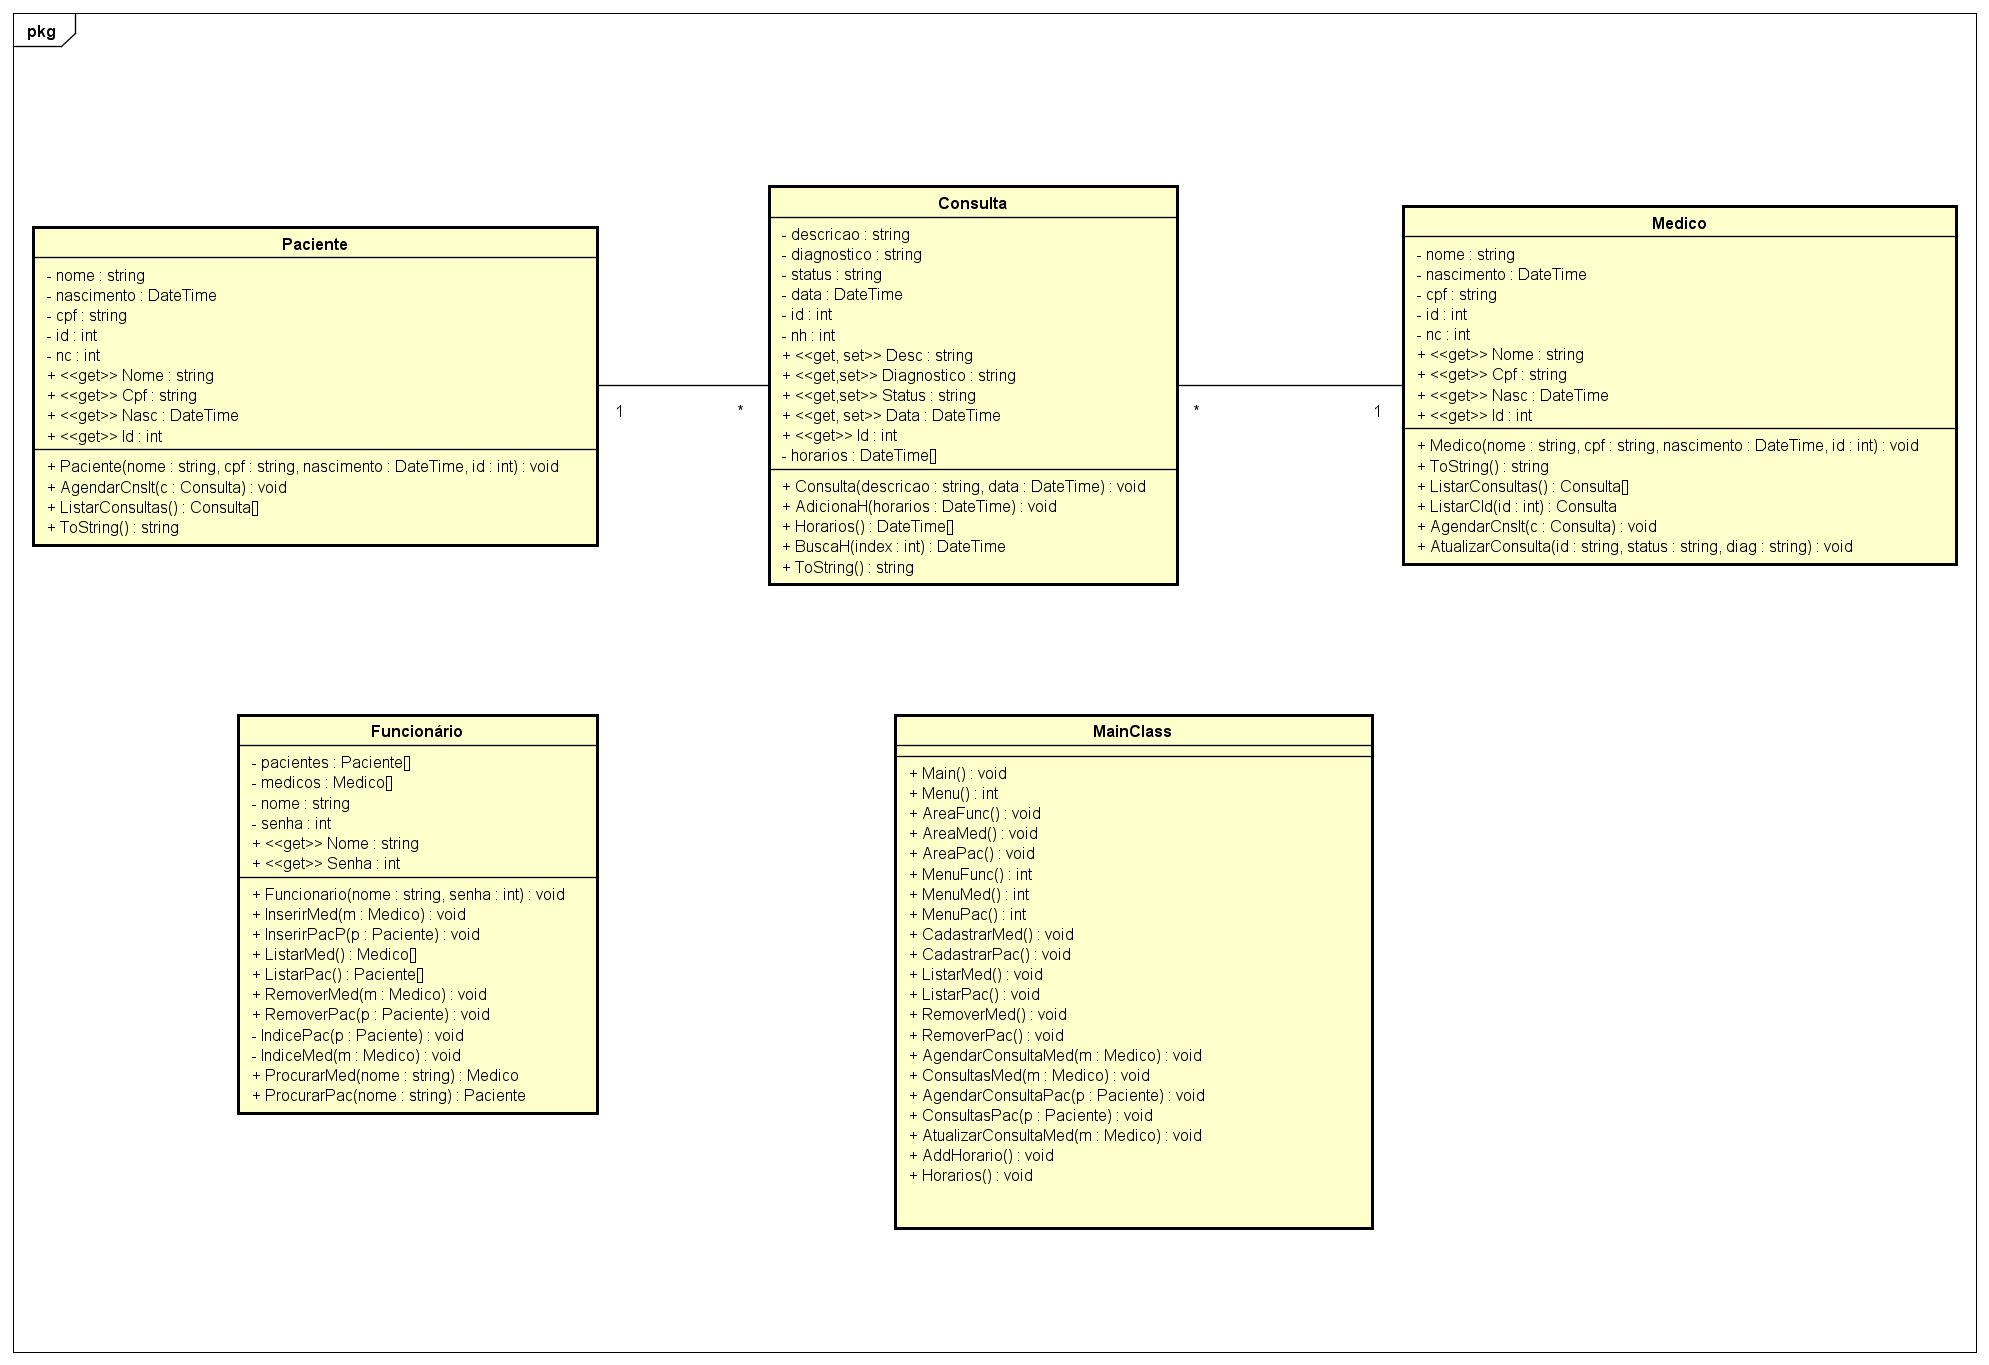 pkg
Paciente
- nome : string
- nascimento : DateTime
- cpf : string
- id : int
- nc : int
+ <<get>> Nome : string
+ <<get>> Cpf : string
+ <<get>> Nasc : DateTime
+ <<get>> Id : int
+ Paciente(nome : string, cpf : string, nascimento : DateTime, id : int) : void
+ AgendarCnslt(c : Consulta) : void
+ ListarConsultas() : Consulta[]
+ ToString() : string
1
*
Consulta
- descricao : string
- diagnostico : string
- status : string
- data : DateTime
- id : int
- nh : int
+ <<get, set>> Desc : string
+ <<get,set>> Diagnostico : string
+ <<get,set>> Status : string
+ <<get, set>> Data : DateTime
+ <<get>> Id : int
- horarios : DateTime[]
+ Consulta(descricao : string, data : DateTime) : void
+ AdicionaH(horarios : DateTime) : void
+ Horarios() : DateTime[]
+ BuscaH(index : int) : DateTime
+ ToString() : string
*
1
Medico
- nome : string
- nascimento : DateTime
- cpf : string
- id : int
- nc : int
+ <<get>> Nome : string
+ <<get>> Cpf : string
+ <<get>> Nasc : DateTime
+ <<get>> Id : int
+ Medico(nome : string, cpf : string, nascimento : DateTime, id : int) : void
+ ToString() : string
+ ListarConsultas() : Consulta[]
+ ListarCId(id : int) : Consulta
+ AgendarCnslt(c : Consulta) : void
+ AtualizarConsulta(id : string, status : string, diag : string) : void
Funcionário
- pacientes : Paciente[]
- medicos : Medico[]
- nome : string
- senha : int
+ <<get>> Nome : string
+ <<get>> Senha : int
+ Funcionario(nome : string, senha : int) : void
+ InserirMed(m : Medico) : void
+ InserirPacP(p : Paciente) : void
+ ListarMed() : Medico[]
+ ListarPac() : Paciente[]
+ RemoverMed(m : Medico) : void
+ RemoverPac(p : Paciente) : void
- IndicePac(p : Paciente) : void
- IndiceMed(m : Medico) : void
+ ProcurarMed(nome : string) : Medico
+ ProcurarPac(nome : string) : Paciente
MainClass
+ Main() : void
+ Menu() : int
+ AreaFunc() : void
+ AreaMed() : void
+ AreaPac() : void
+ MenuFunc() : int
+ MenuMed() : int
+ MenuPac() : int
+ CadastrarMed() : void
+ CadastrarPac() : void
+ ListarMed() : void
+ ListarPac() : void
+ RemoverMed() : void
+ RemoverPac() : void
+ AgendarConsultaMed(m : Medico) : void
+ ConsultasMed(m : Medico) : void
+ AgendarConsultaPac(p : Paciente) : void
+ ConsultasPac(p : Paciente) : void
+ AtualizarConsultaMed(m : Medico) : void
+ AddHorario() : void
+ Horarios() : void